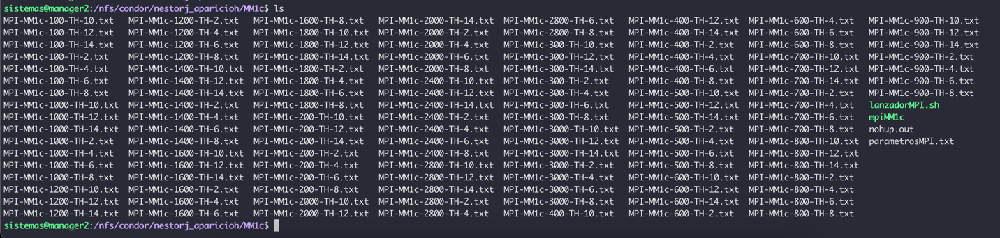 sistemas@manager2:/nfs/condor/nestorj_aparicioh/MM1c$ ls
MPI-MM1c-100-TH-10.txt MPI-MM1c-1200-TH-2.txt MPI-MM1c-1600-TH-8.txt MPI-MM1c-2000-TH-14.txt MPI-MM1c-2800-TH-6.txt MPI-MM1c-400-TH-12.txt MPI-MM1c-600-TH-4.txt MPI-MM1c-900-TH-10.txt
MPI-MM1c-100-TH-12.txt MPI-MM1c-1200-TH-4.txt MPI-MM1c-1800-TH-10.txt MPI-MM1c-2000-TH-2.txt MPI-MM1c-2800-TH-8.txt MPI-MM1c-400-TH-14.txt MPI-MM1c-600-TH-6.txt MPI-MM1c-900-TH-12.txt
MPI-MM1c-100-TH-14.txt MPI-MM1c-1200-TH-6.txt MPI-MM1c-1800-TH-12.txt MPI-MM1c-2000-TH-4.txt MPI-MM1c-300-TH-10.txt MPI-MM1c-400-TH-2.txt MPI-MM1c-600-TH-8.txt MPI-MM1c-900-TH-14.txt
MPI-MM1c-100-TH-2.txt MPI-MM1c-1200-TH-8.txt MPI-MM1c-1800-TH-14.txt MPI-MM1c-2000-TH-6.txt MPI-MM1c-300-TH-12.txt MPI-MM1c-400-TH-4.txt MPI-MM1c-700-TH-10.txt MPI-MM1c-900-TH-2.txt
MPI-MM1c-100-TH-4.txt MPI-MM1c-1400-TH-10.txt MPI-MM1c-1800-TH-2.txt MPI-MM1c-2000-TH-8.txt MPI-MM1c-300-TH-14.txt MPI-MM1c-400-TH-6.txt MPI-MM1c-700-TH-12.txt MPI-MM1c-900-TH-4.txt
MPI-MM1c-100-TH-6.txt MPI-MM1c-1400-TH-12.txt MPI-MM1c-1800-TH-4.txt MPI-MM1c-2400-TH-10.txt MPI-MM1c-300-TH-2.txt MPI-MM1c-400-TH-8.txt MPI-MM1c-700-TH-14.txt MPI-MM1c-900-TH-6.txt
MPI-MM1c-100-TH-8.txt MPI-MM1c-1400-TH-14.txt MPI-MM1c-1800-TH-6.txt MPI-MM1c-2400-TH-12.txt MPI-MM1c-300-TH-4.txt MPI-MM1c-500-TH-10.txt MPI-MM1c-700-TH-2.txt MPI-MM1c-900-TH-8.txt
MPI-MM1c-1000-TH-10.txt MPI-MM1c-1400-TH-2.txt MPI-MM1c-1800-TH-8.txt MPI-MM1c-2400-TH-14.txt MPI-MM1c-300-TH-6.txt MPI-MM1c-500-TH-12.txt MPI-MM1c-700-TH-4.txt lanzadorMPI.sh
MPI-MM1c-1000-TH-12.txt MPI-MM1c-1400-TH-4.txt MPI-MM1c-200-TH-10.txt MPI-MM1c-2400-TH-2.txt MPI-MM1c-300-TH-8.txt MPI-MM1c-500-TH-14.txt MPI-MM1c-700-TH-6.txt mpiMM1c
MPI-MM1c-1000-TH-14.txt MPI-MM1c-1400-TH-6.txt MPI-MM1c-200-TH-12.txt MPI-MM1c-2400-TH-4.txt MPI-MM1c-3000-TH-10.txt MPI-MM1c-500-TH-2.txt MPI-MM1c-700-TH-8.txt nohup.out
MPI-MM1c-1000-TH-2.txt MPI-MM1c-1400-TH-8.txt MPI-MM1c-200-TH-14.txt MPI-MM1c-2400-TH-6.txt MPI-MM1c-3000-TH-12.txt MPI-MM1c-500-TH-4.txt MPI-MM1c-800-TH-10.txt parametrosMPI.txt
MPI-MM1c-1000-TH-4.txt MPI-MM1c-1600-TH-10.txt MPI-MM1c-200-TH-2.txt MPI-MM1c-2400-TH-8.txt MPI-MM1c-3000-TH-14.txt MPI-MM1c-500-TH-6.txt MPI-MM1c-800-TH-12.txt
MPI-MM1c-1000-TH-6.txt MPI-MM1c-1600-TH-12.txt MPI-MM1c-200-TH-4.txt MPI-MM1c-2800-TH-10.txt MPI-MM1c-3000-TH-2.txt MPI-MM1c-500-TH-8.txt MPI-MM1c-800-TH-14.txt
MPI-MM1c-1000-TH-8.txt MPI-MM1c-1600-TH-14.txt MPI-MM1c-200-TH-6.txt MPI-MM1c-2800-TH-12.txt MPI-MM1c-3000-TH-4.txt MPI-MM1c-600-TH-10.txt MPI-MM1c-800-TH-2.txt
MPI-MM1c-1200-TH-10.txt MPI-MM1c-1600-TH-2.txt MPI-MM1c-200-TH-8.txt MPI-MM1c-2800-TH-14.txt MPI-MM1c-3000-TH-6.txt MPI-MM1c-600-TH-12.txt MPI-MM1c-800-TH-4.txt
MPI-MM1c-1200-TH-12.txt MPI-MM1c-1600-TH-4.txt MPI-MM1c-2000-TH-10.txt MPI-MM1c-2800-TH-2.txt MPI-MM1c-3000-TH-8.txt MPI-MM1c-600-TH-14.txt MPI-MM1c-800-TH-6.txt
MPI-MM1c-1200-TH-14.txt MPI-MM1c-1600-TH-6.txt MPI-MM1c-2000-TH-12.txt MPI-MM1c-2800-TH-4.txt MPI-MM1c-400-TH-10.txt MPI-MM1c-600-TH-2.txt MPI-MM1c-800-TH-8.txt
sistemas@manager2:/nfs/condor/nestorj_aparicioh/MM1c$